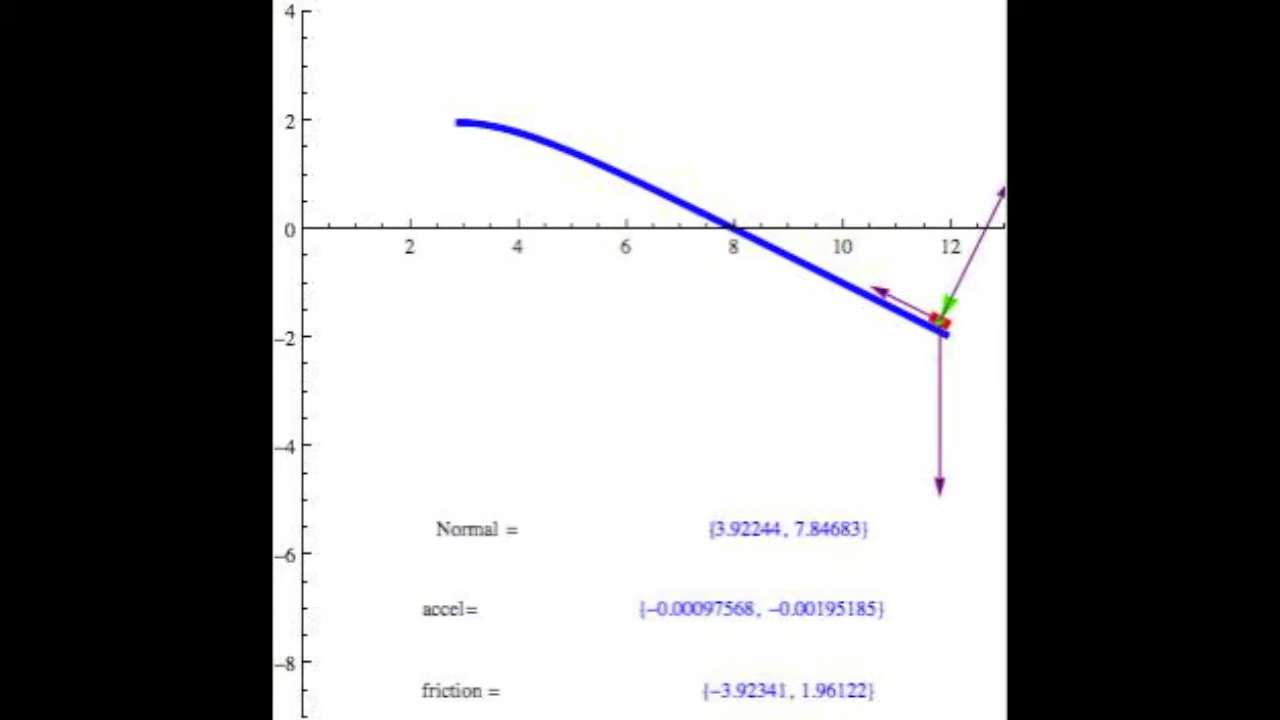 4
2
0
2 4 6 8 10 12
−2
−4
Normal = {3.92244, 7.84683}
−6
accel= {−0.00097568, −0.00195185}
−8
friction = {−3.92341, 1.96122}